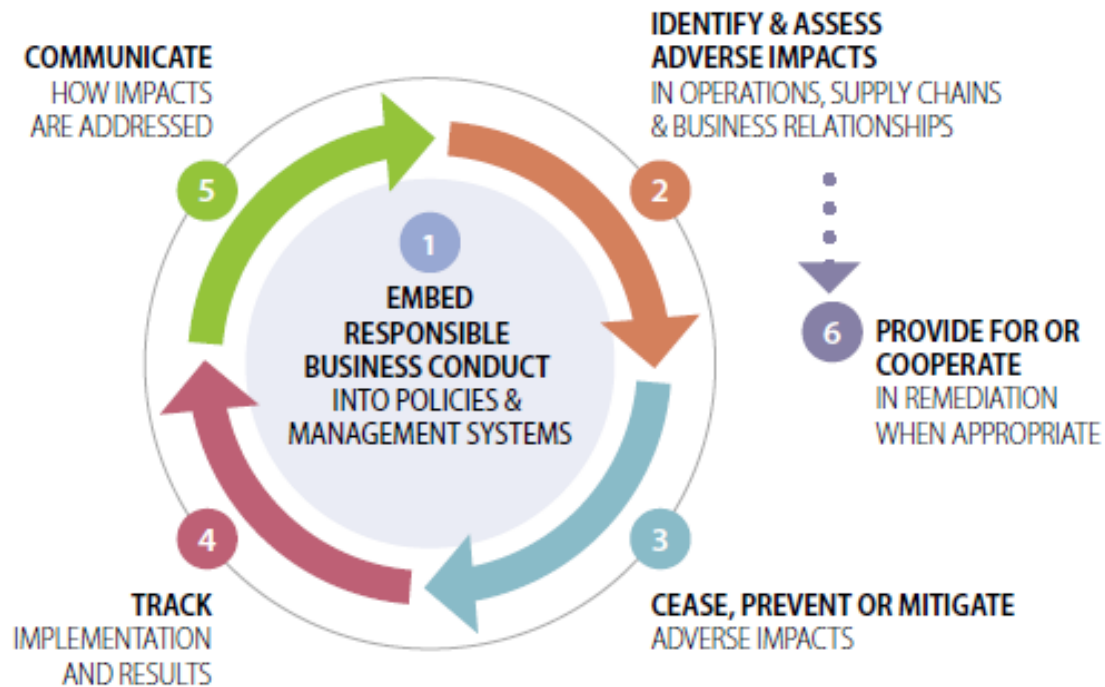 COMMUNICATE
HOW IMPACTS
ARE ADDRESSED
5
IDENTIFY & ASSESS
ADVERSE IMPACTS
IN OPERATIONS, SUPPLY CHAINS
& BUSINESS RELATIONSHIPS
2
1
EMBED
RESPONSIBLE
BUSINESS CONDUCT
INTO POLICIES &
MANAGEMENT SYSTEMS
6
PROVIDE FOR OR
COOPERATE
IN REMEDIATION
WHEN APPROPRIATE
4
TRACK
IMPLEMENTATION
AND RESULTS
3
CEASE, PREVENT OR MITIGATE
ADVERSE IMPACTS